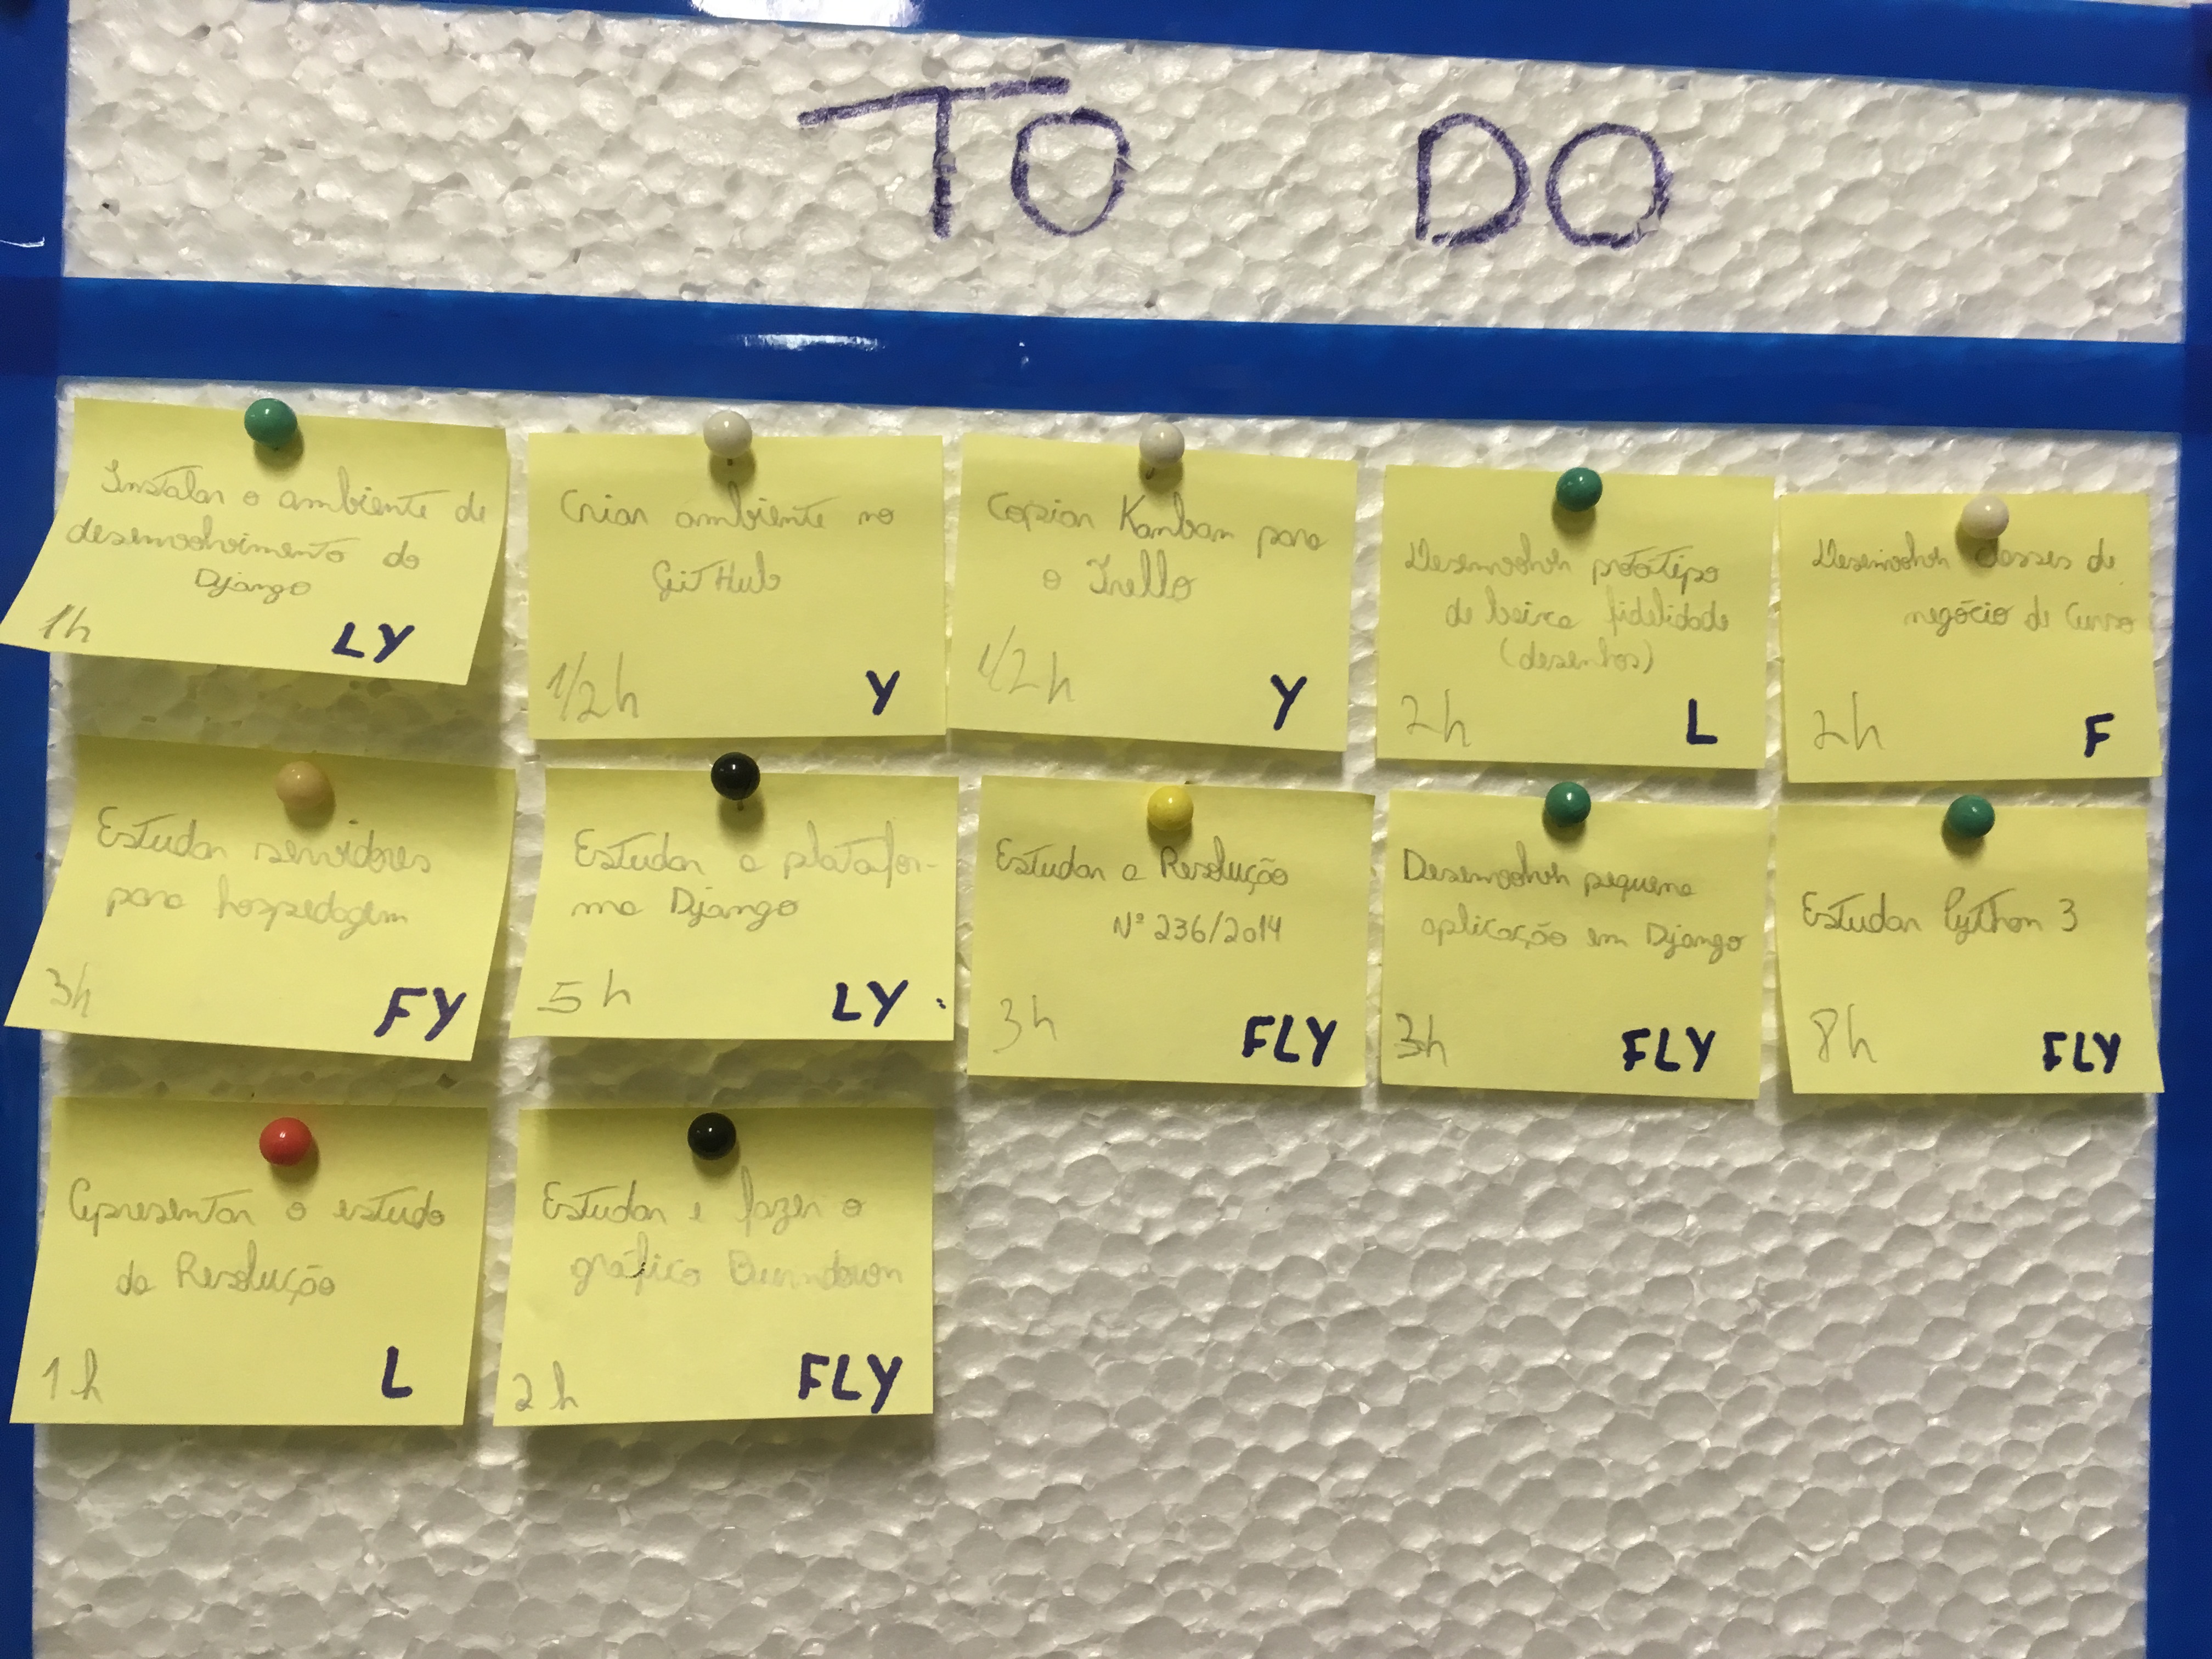 TO DO
Instalar o ambiente de
desenvolvimento do
Django
1h LY
Criar ambiente no
GitHub
1/2h Y
Copiar Kanban para
o Trello
1/2h Y
Desenvolver protótipo
de baixa fidelidade
(desenhos)
2h L
Desenvolver classes de
negócio de Curso
2h F
Estudar servidores
para hospedagem
3h FY
Estudar a platafor-
ma Django
5h LY
Estudar a Resolução
Nº 236/2014
3h FLY
Desenvolver pequena
aplicação em Django
3h FLY
Estudar Python 3
8h FLY
Apresentar o estudo
da Resolução
1h L
Estudar e fazer o
gráfico Burndown
2h FLY